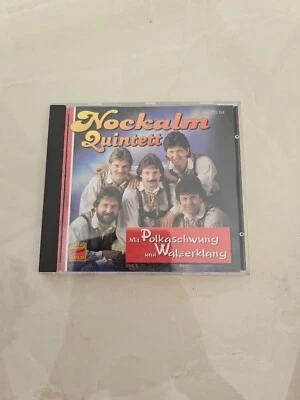 Nockalm
Quintett
Mit Polkaschwung
und Walzerklang